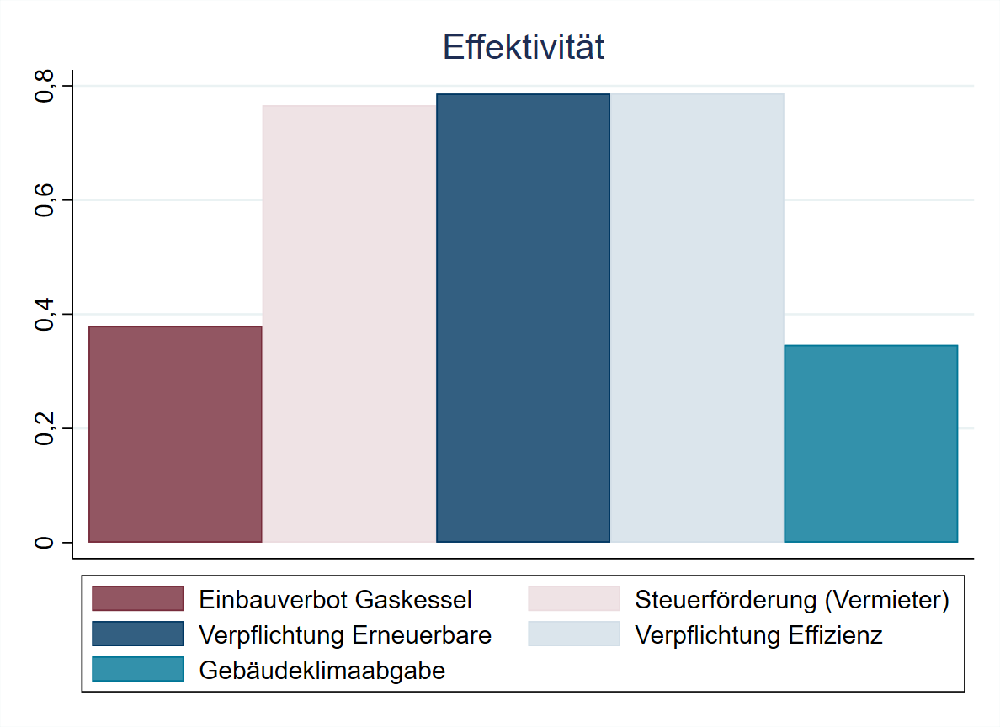 Effektivität
0,8
0,6
0,4
0,2
0
Einbauverbot Gaskessel
Steuerförderung (Vermieter)
Verpflichtung Erneuerbare
Verpflichtung Effizienz
Gebäudeklimaabgabe